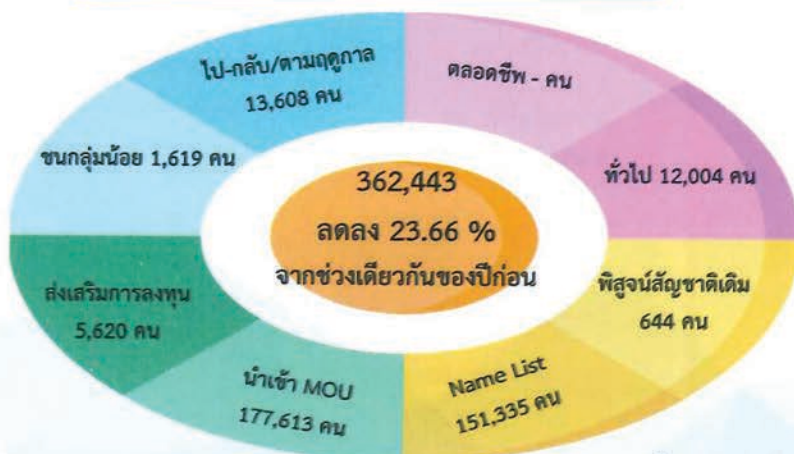 ไป-กลับ/ตามฤดูกาล
13,608 คน
ตลอดชีพ - คน
ชนกลุ่มน้อย 1,619 คน
ทั่วไป 12,004 คน
362,443
ลดลง 23.66 %
จากช่วงเดียวกันของปีก่อน
ส่งเสริมการลงทุน
5,620 คน
พิสูจน์สัญชาติเดิม
644 คน
นำเข้า MOU
177,613 คน
Name List
151,335 คน